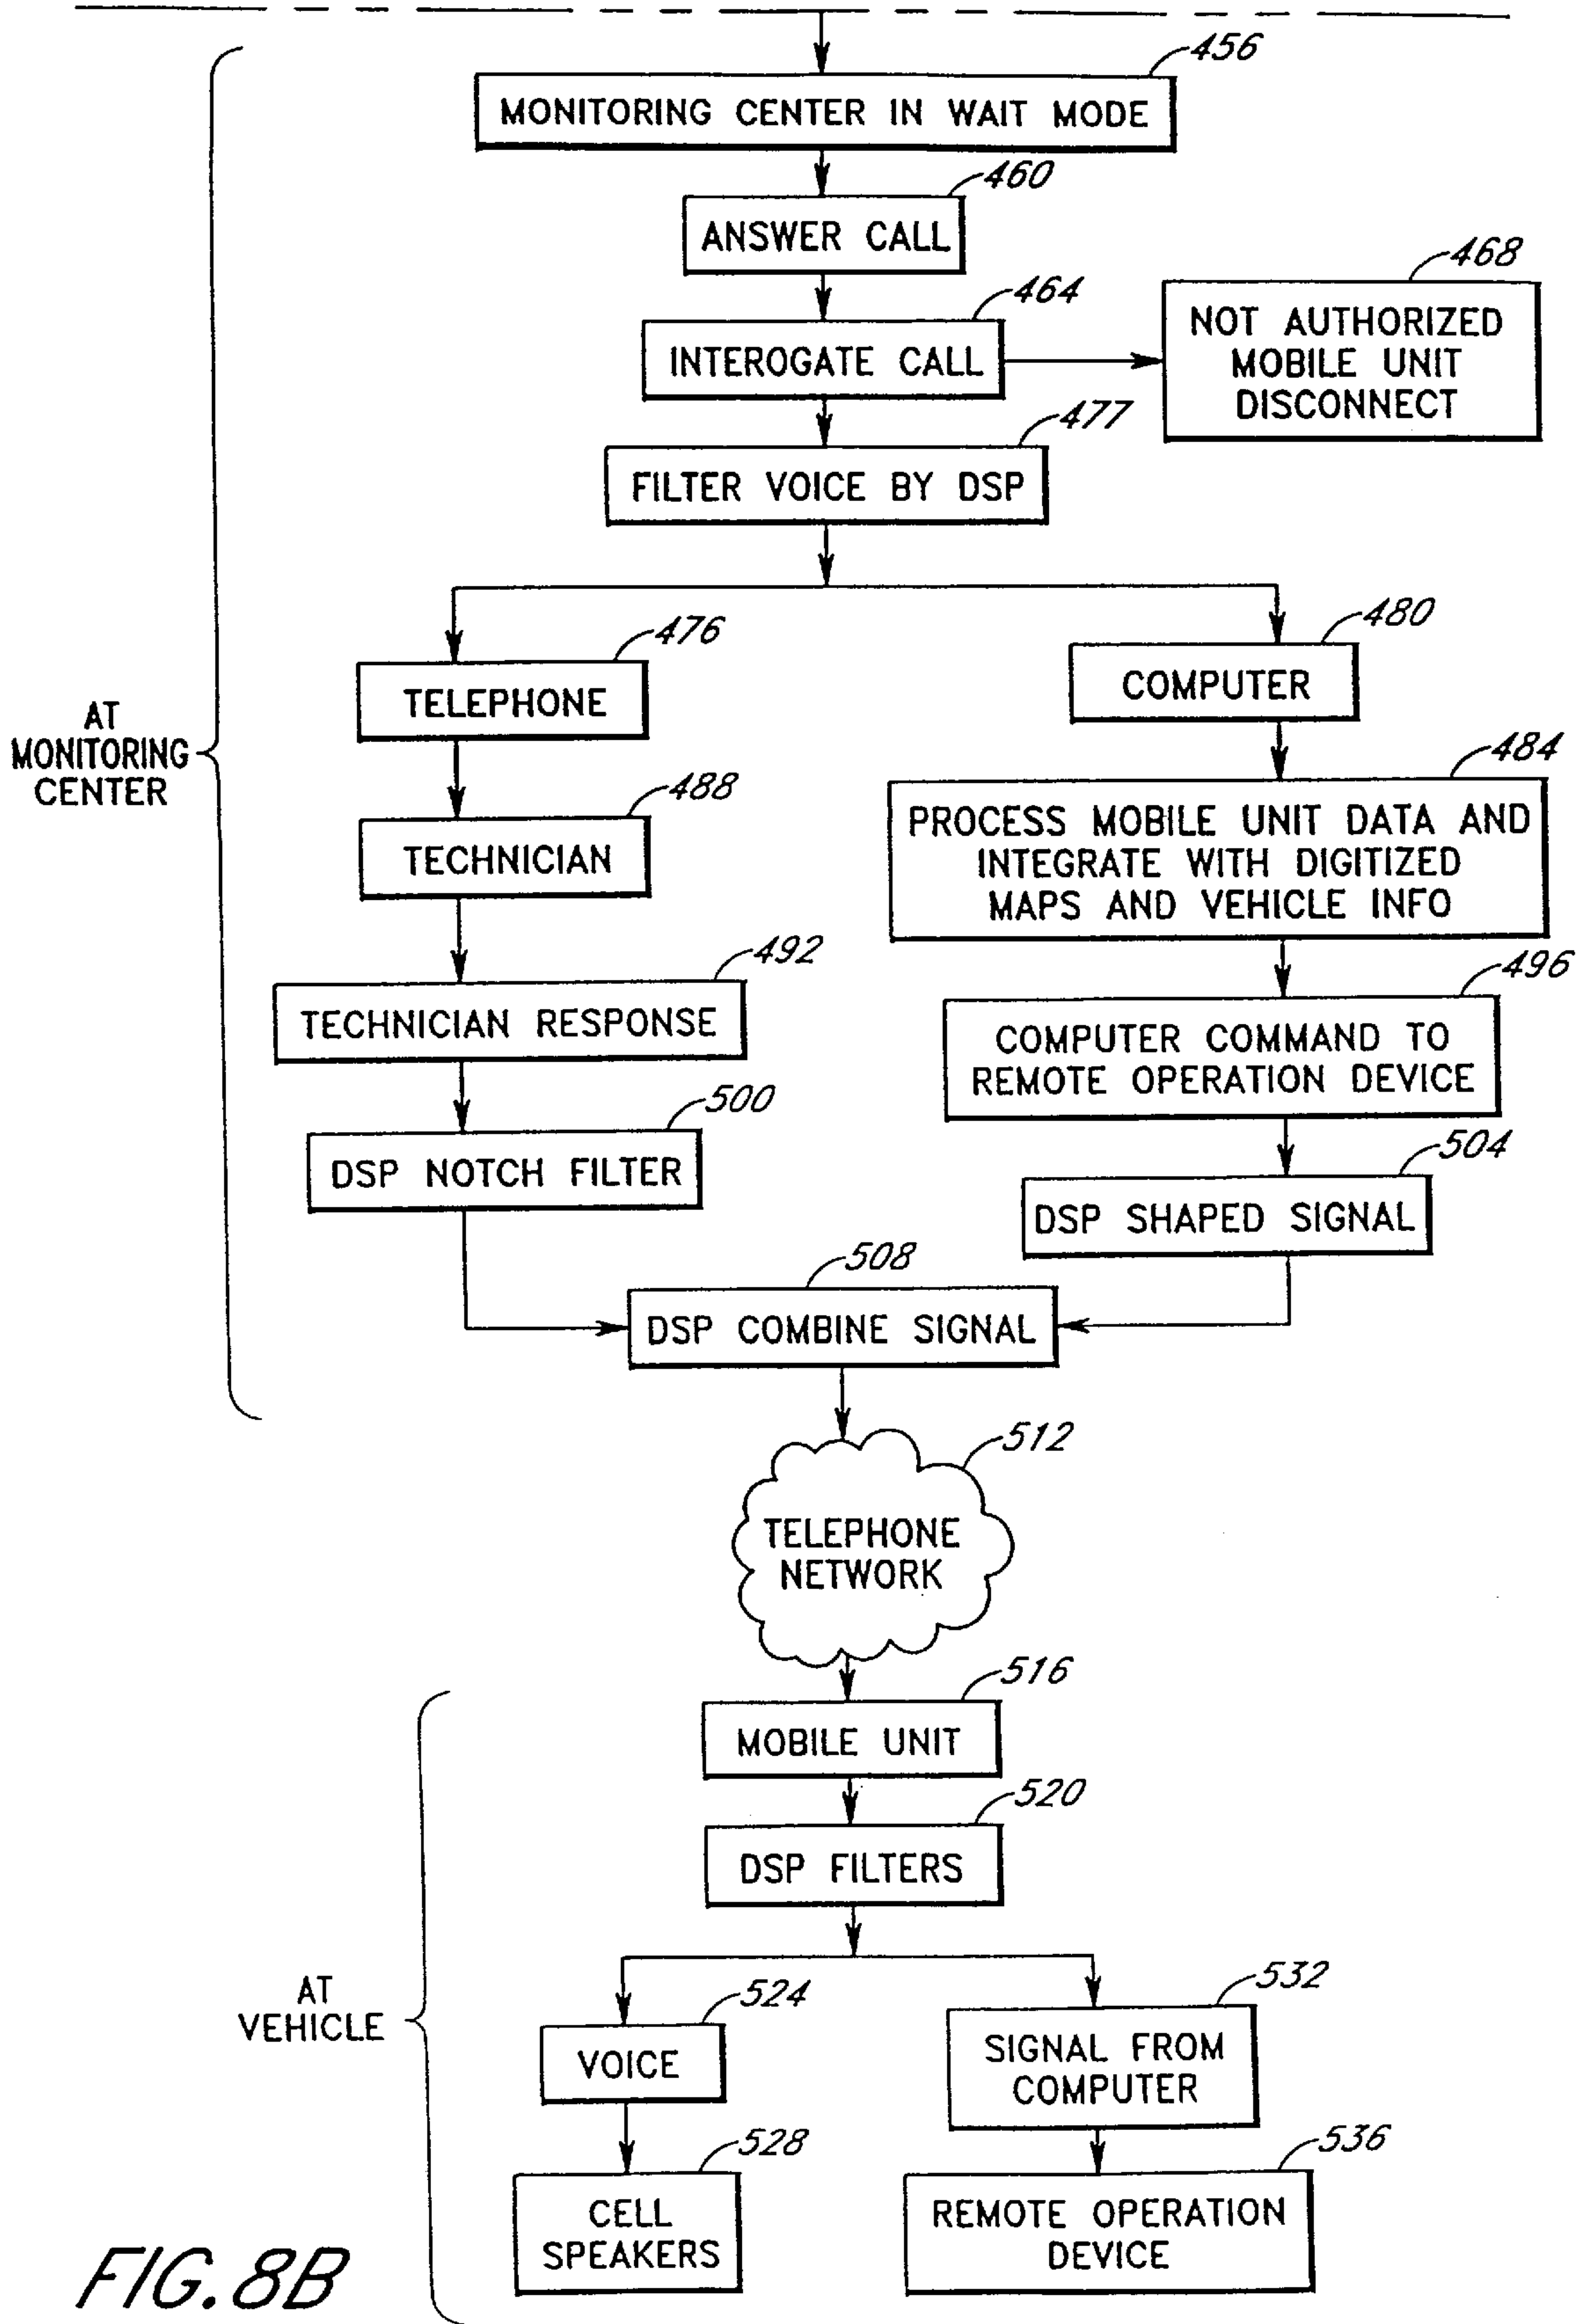 456
MONITORING CENTER IN WAIT MODE
460
ANSWER CALL
464
INTEROGATE CALL
468
NOT AUTHORIZED
MOBILE UNIT
DISCONNECT
477
FILTER VOICE BY DSP
476
TELEPHONE
480
COMPUTER
AT
MONITORING
CENTER
488
TECHNICIAN
484
PROCESS MOBILE UNIT DATA AND
INTEGRATE WITH DIGITIZED
MAPS AND VEHICLE INFO
492
TECHNICIAN RESPONSE
496
COMPUTER COMMAND TO
REMOTE OPERATION DEVICE
500
DSP NOTCH FILTER
504
DSP SHAPED SIGNAL
508
DSP COMBINE SIGNAL
512
TELEPHONE
NETWORK
516
MOBILE UNIT
520
DSP FILTERS
AT
VEHICLE
524
VOICE
532
SIGNAL FROM
COMPUTER
528
CELL
SPEAKERS
536
REMOTE OPERATION
DEVICE
FIG. 8B